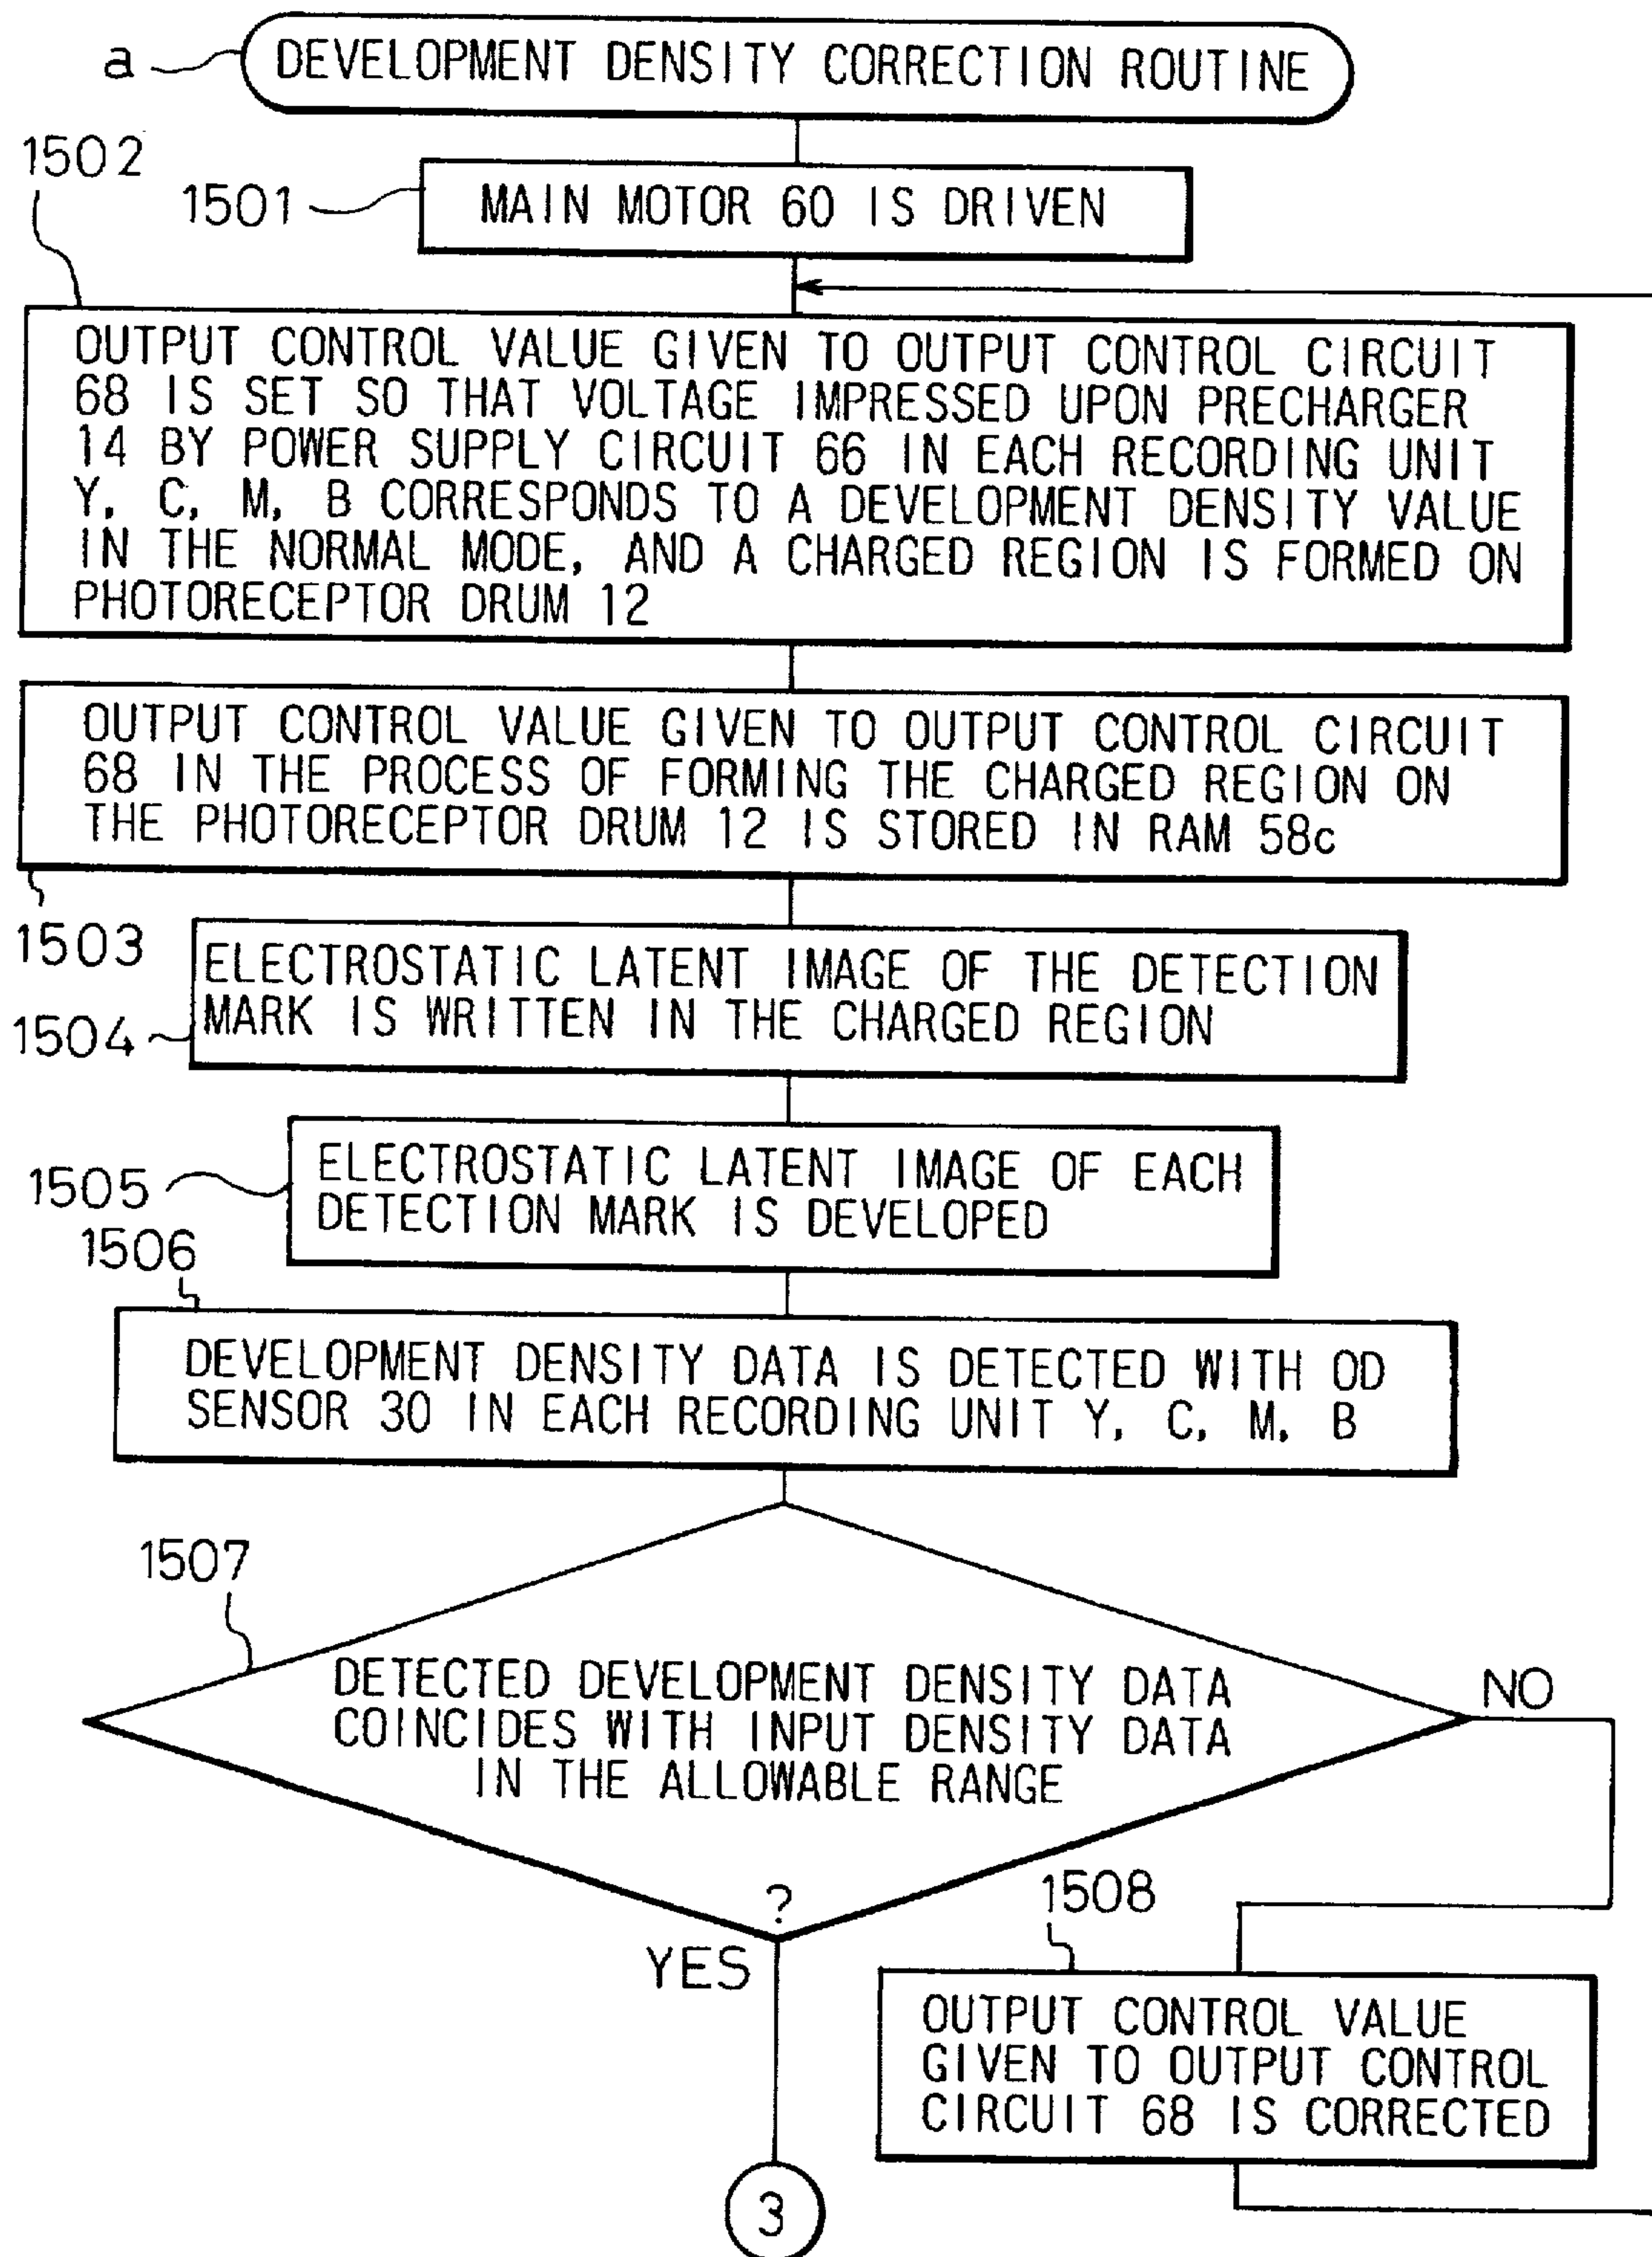 a
DEVELOPMENT DENSITY CORRECTION ROUTINE
1502
1501
MAIN MOTOR 60 IS DRIVEN
OUTPUT CONTROL VALUE GIVEN TO OUTPUT CONTROL CIRCUIT
68 IS SET SO THAT VOLTAGE IMPRESSED UPON PRECHARGER
14 BY POWER SUPPLY CIRCUIT 66 IN EACH RECORDING UNIT
Y, C, M, B CORRESPONDS TO A DEVELOPMENT DENSITY VALUE
IN THE NORMAL MODE, AND A CHARGED REGION IS FORMED ON
PHOTORECEPTOR DRUM 12
OUTPUT CONTROL VALUE GIVEN TO OUTPUT CONTROL CIRCUIT
68 IN THE PROCESS OF FORMING THE CHARGED REGION ON
THE PHOTORECEPTOR DRUM 12 IS STORED IN RAM 58c
1503
ELECTROSTATIC LATENT IMAGE OF THE DETECTION
MARK IS WRITTEN IN THE CHARGED REGION
1504
ELECTROSTATIC LATENT IMAGE OF EACH
DETECTION MARK IS DEVELOPED
1505
1506
DEVELOPMENT DENSITY DATA IS DETECTED WITH OD
SENSOR 30 IN EACH RECORDING UNIT Y, C, M, B
1507
DETECTED DEVELOPMENT DENSITY DATA
COINCIDES WITH INPUT DENSITY DATA
IN THE ALLOWABLE RANGE
?
NO
YES
1508
OUTPUT CONTROL VALUE
GIVEN TO OUTPUT CONTROL
CIRCUIT 68 IS CORRECTED
3